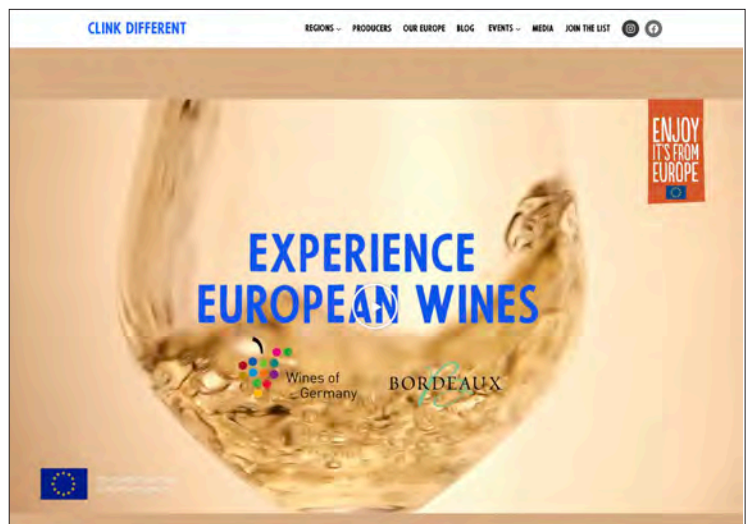 CLINK DIFFERENT
REGIONS PRODUCERS OUR EUROPE BLOG EVENTS MEDIA JOIN THE LIST
ENJOY
IT'S FROM
EUROPE
EXPERIENCE
EUROPEAN WINES
Wines of
Germany
BORDEAUX